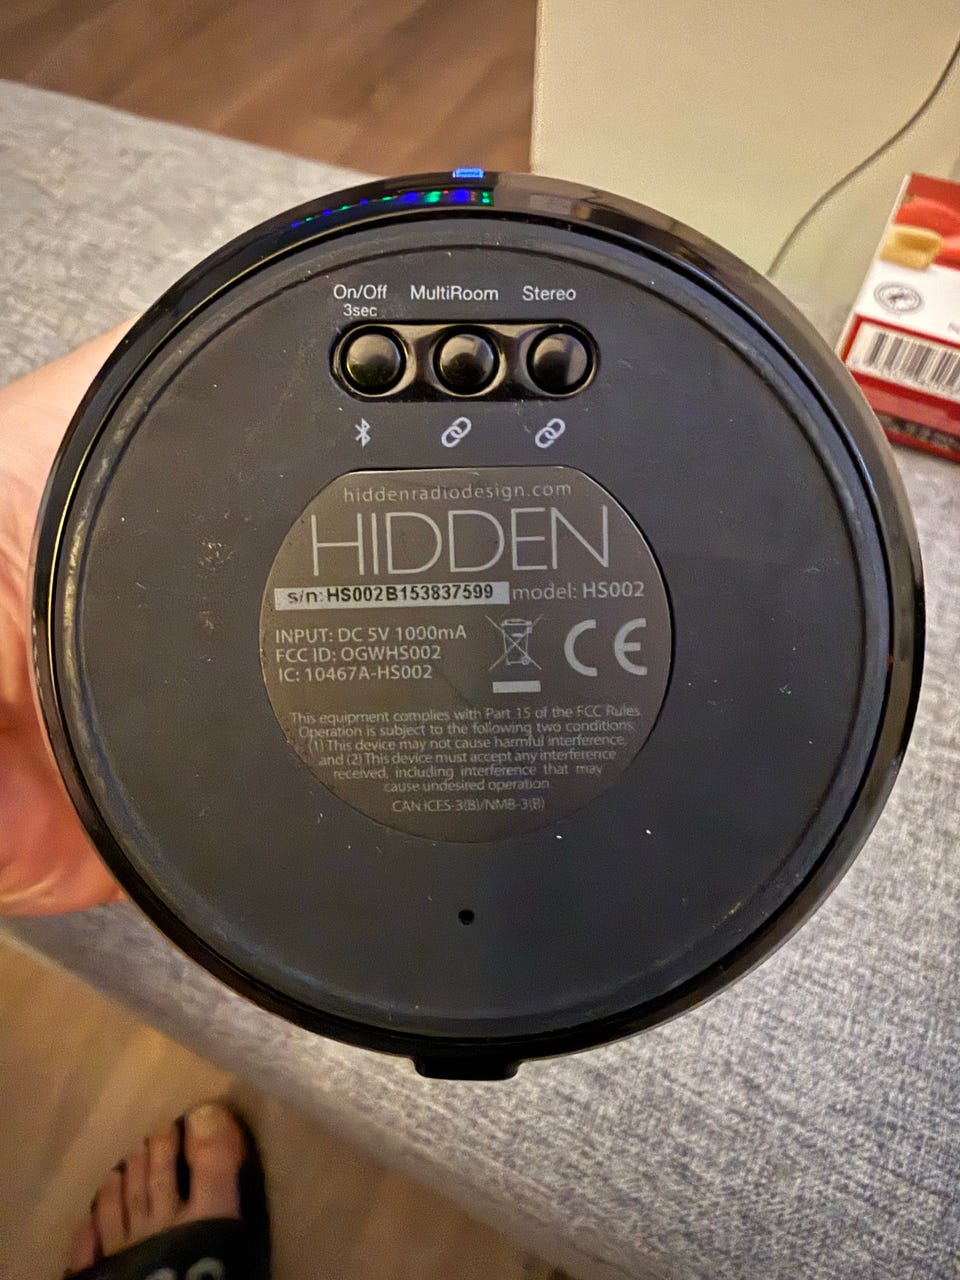 On/Off MultiRoom Stereo
3sec
hiddenradiodesign.com
HIDDEN
s/n: HS002B153837599 model: HS002
INPUT: DC 5V 1000mA
FCC ID: OGWHS002
IC: 10467A-HS002
CE
This equipment complies with Part 15 of the FCC Rules.
Operation is subject to the following two conditions:
(1) This device may not cause harmful interference,
and (2) This device must accept any interference
received, including interference that may
cause undesired operation.
CAN ICES-3(B)/NMB-3(B)